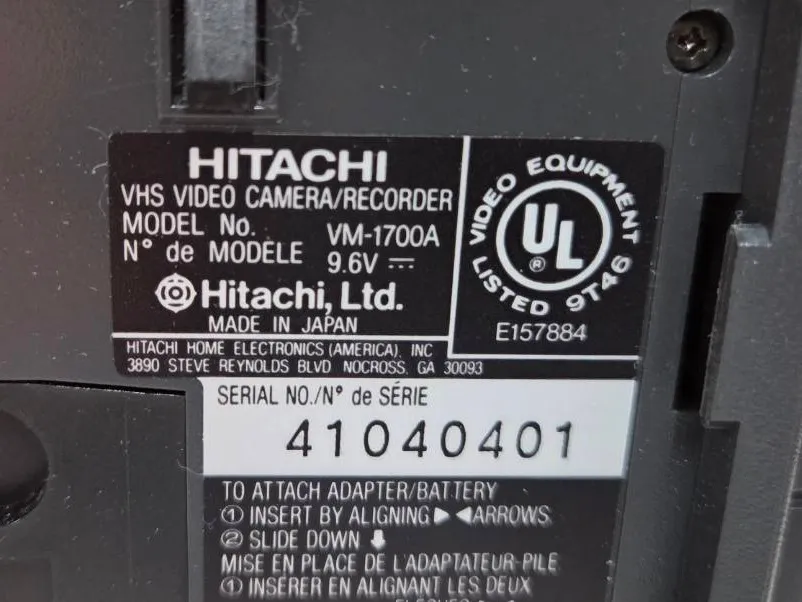 HITACHI
VHS VIDEO CAMERA/RECORDER
MODEL No.
N° de MODÈLE
VM-1700A
9.6V
Hitachi, Ltd.
MADE IN JAPAN
VIDEO EQUIPMENT
UL
®
LISTED 9T46
E157884
HITACHI HOME ELECTRONICS (AMERICA), INC
3890 STEVE REYNOLDS BLVD NOCROSS, GA 30093
SERIAL NO./N° de SÉRIE
41040401
TO ATTACH ADAPTER/BATTERY
① INSERT BY ALIGNING ▶ ◀ARROWS
② SLIDE DOWN ⬇
MISE EN PLACE DE L'ADAPTATEUR-PILE
① INSÉRER EN ALIGNANT LES DEUX